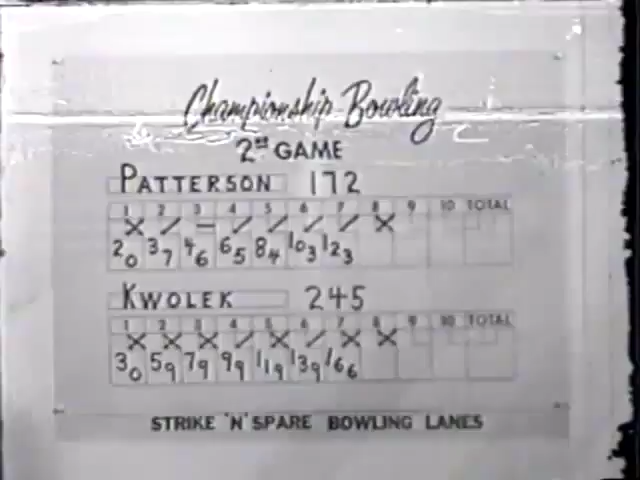 Championship Bowling
2nd GAME
PATTERSON 172
1 2 3 4 5 6 7 8 9 10 TOTAL
X / - / / / / X
20 37 46 65 84 103 123
KWOLEK 245
1 2 3 4 5 6 7 8 9 10 TOTAL
X X X / X / X X
30 59 79 99 119 139 166
STRIKE 'N' SPARE BOWLING LANES